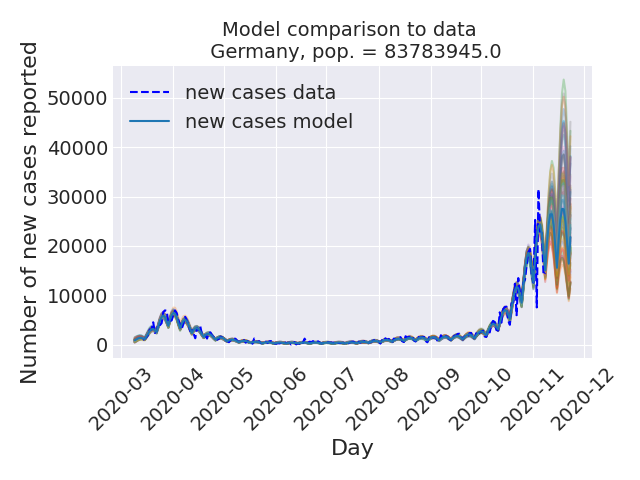 Model comparison to data
Germany, pop. = 83783945.0
new cases data
new cases model
Number of new cases reported
50000
40000
30000
20000
10000
0
2020-03
2020-04
2020-05
2020-06
2020-07
2020-08
2020-09
2020-10
2020-11
2020-12
Day